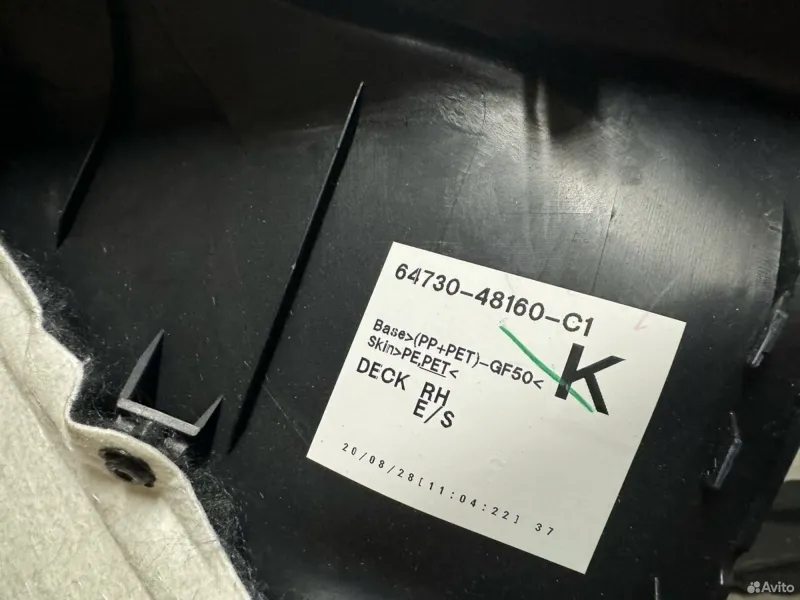 64730-48160-C1
Base>(PP+PET)-GF50<
Skin>PE,PET<
K
DECK RH
E/S
20/08/28[11:04:22] 37
Avito